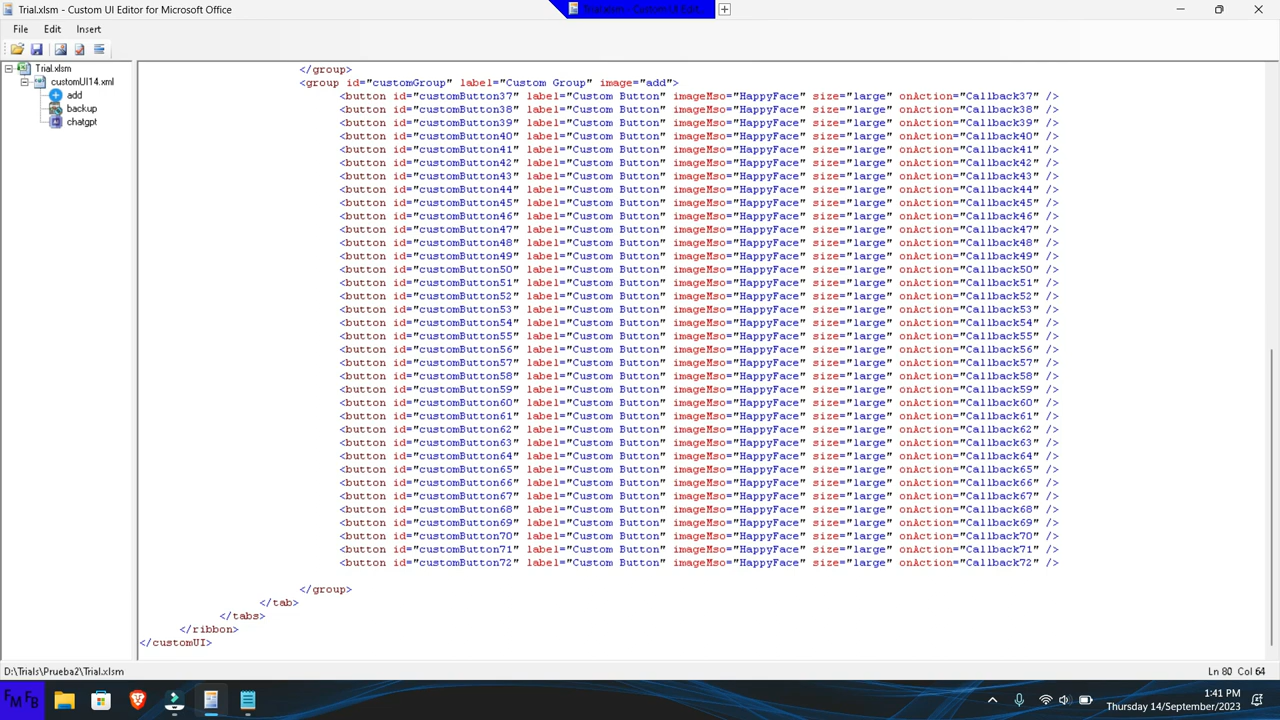 Trial.xlsm - Custom UI Editor for Microsoft Office
File Edit Insert
Trial.xlsm
customUI14.xml
add
backup
chatgpt
</group>
<group id="customGroup" label="Custom Group" image="add">
<button id="customButton37" label="Custom Button" imageMso="HappyFace" size="large" onAction="Callback37" />
<button id="customButton38" label="Custom Button" imageMso="HappyFace" size="large" onAction="Callback38" />
<button id="customButton39" label="Custom Button" imageMso="HappyFace" size="large" onAction="Callback39" />
<button id="customButton40" label="Custom Button" imageMso="HappyFace" size="large" onAction="Callback40" />
<button id="customButton41" label="Custom Button" imageMso="HappyFace" size="large" onAction="Callback41" />
<button id="customButton42" label="Custom Button" imageMso="HappyFace" size="large" onAction="Callback42" />
<button id="customButton43" label="Custom Button" imageMso="HappyFace" size="large" onAction="Callback43" />
<button id="customButton44" label="Custom Button" imageMso="HappyFace" size="large" onAction="Callback44" />
<button id="customButton45" label="Custom Button" imageMso="HappyFace" size="large" onAction="Callback45" />
<button id="customButton46" label="Custom Button" imageMso="HappyFace" size="large" onAction="Callback46" />
<button id="customButton47" label="Custom Button" imageMso="HappyFace" size="large" onAction="Callback47" />
<button id="customButton48" label="Custom Button" imageMso="HappyFace" size="large" onAction="Callback48" />
<button id="customButton49" label="Custom Button" imageMso="HappyFace" size="large" onAction="Callback49" />
<button id="customButton50" label="Custom Button" imageMso="HappyFace" size="large" onAction="Callback50" />
<button id="customButton51" label="Custom Button" imageMso="HappyFace" size="large" onAction="Callback51" />
<button id="customButton52" label="Custom Button" imageMso="HappyFace" size="large" onAction="Callback52" />
<button id="customButton53" label="Custom Button" imageMso="HappyFace" size="large" onAction="Callback53" />
<button id="customButton54" label="Custom Button" imageMso="HappyFace" size="large" onAction="Callback54" />
<button id="customButton55" label="Custom Button" imageMso="HappyFace" size="large" onAction="Callback55" />
<button id="customButton56" label="Custom Button" imageMso="HappyFace" size="large" onAction="Callback56" />
<button id="customButton57" label="Custom Button" imageMso="HappyFace" size="large" onAction="Callback57" />
<button id="customButton58" label="Custom Button" imageMso="HappyFace" size="large" onAction="Callback58" />
<button id="customButton59" label="Custom Button" imageMso="HappyFace" size="large" onAction="Callback59" />
<button id="customButton60" label="Custom Button" imageMso="HappyFace" size="large" onAction="Callback60" />
<button id="customButton61" label="Custom Button" imageMso="HappyFace" size="large" onAction="Callback61" />
<button id="customButton62" label="Custom Button" imageMso="HappyFace" size="large" onAction="Callback62" />
<button id="customButton63" label="Custom Button" imageMso="HappyFace" size="large" onAction="Callback63" />
<button id="customButton64" label="Custom Button" imageMso="HappyFace" size="large" onAction="Callback64" />
<button id="customButton65" label="Custom Button" imageMso="HappyFace" size="large" onAction="Callback65" />
<button id="customButton66" label="Custom Button" imageMso="HappyFace" size="large" onAction="Callback66" />
<button id="customButton67" label="Custom Button" imageMso="HappyFace" size="large" onAction="Callback67" />
<button id="customButton68" label="Custom Button" imageMso="HappyFace" size="large" onAction="Callback68" />
<button id="customButton69" label="Custom Button" imageMso="HappyFace" size="large" onAction="Callback69" />
<button id="customButton70" label="Custom Button" imageMso="HappyFace" size="large" onAction="Callback70" />
<button id="customButton71" label="Custom Button" imageMso="HappyFace" size="large" onAction="Callback71" />
<button id="customButton72" label="Custom Button" imageMso="HappyFace" size="large" onAction="Callback72" />
</group>
</tab>
</tabs>
</ribbon>
</customUI>
D:\Trials\Prueba2\Trial.xlsm
Ln 80 Col 64
FM FB
1:41 PM
Thursday 14/September/2023